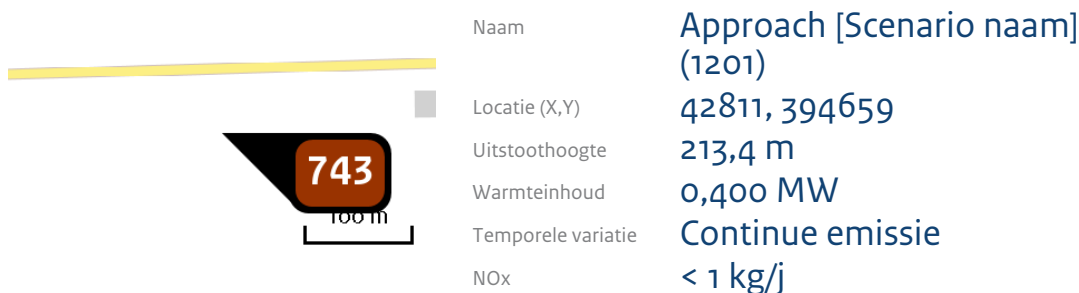 Naam Approach [Scenario naam]
(1201)
Locatie (X,Y) 42811, 394659
Uitstoothoogte 213,4 m
Warmteinhoud 0,400 MW
Temporele variatie Continue emissie
NOx < 1 kg/j
743
100 m